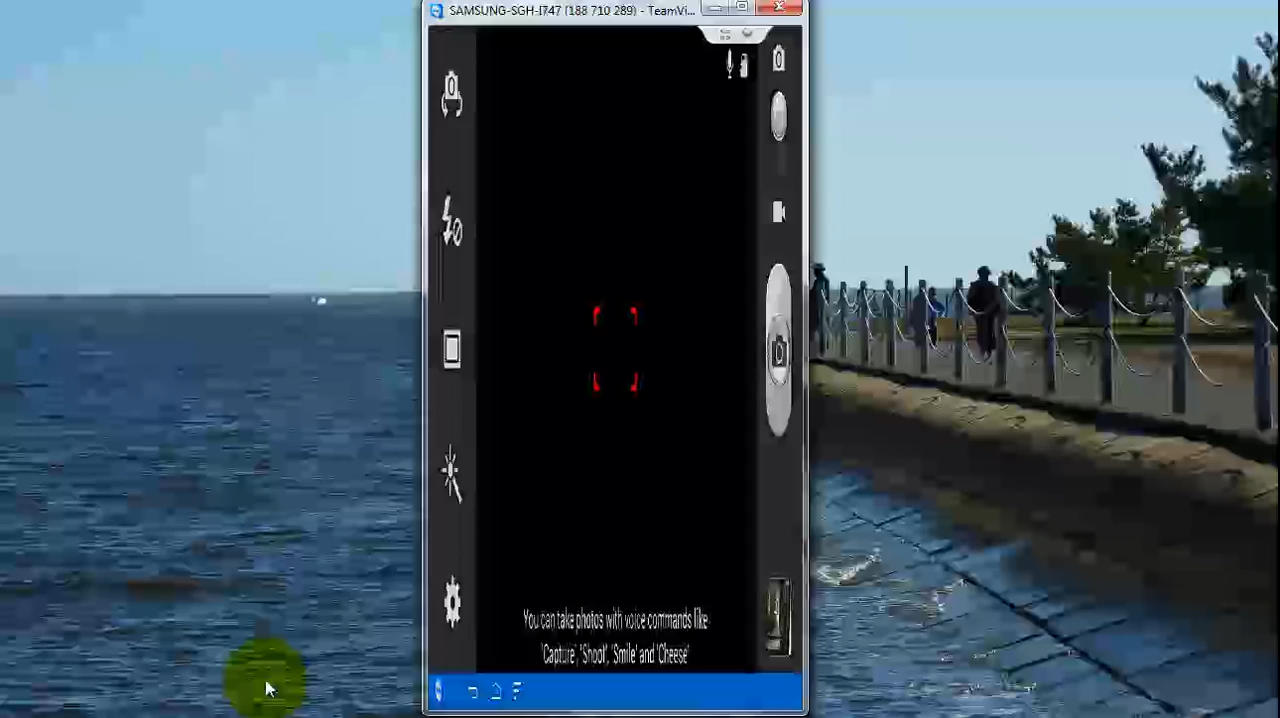 SAMSUNG-SGH-I747 (188 710 289) - TeamVi...
You can take photos with voice commands like
'Capture', 'Shoot', 'Smile' and 'Cheese'